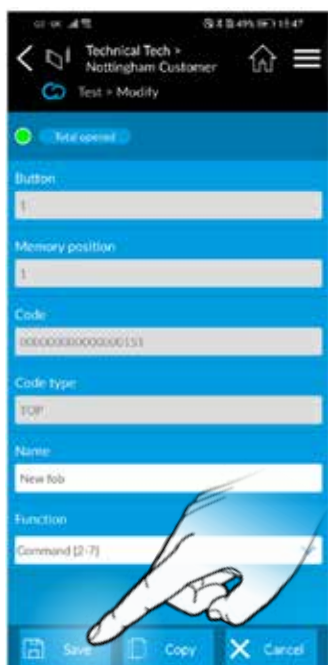 Technical Tech >
Nottingham Customer
Test > Modify
Total opened
Button
1
Memory position
1
Code
Code type
TOP
Name
New fob
Function
Command [2-7]
Save
Copy
Cancel